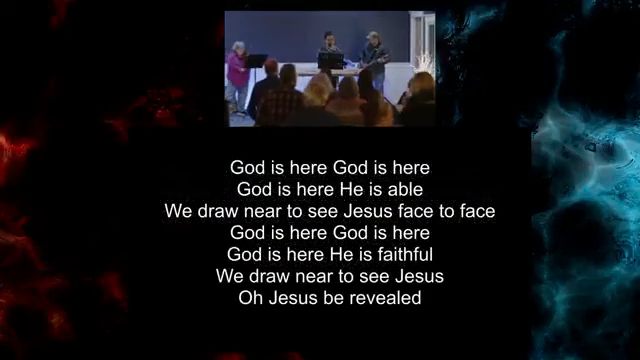 God is here God is here
God is here He is able
We draw near to see Jesus face to face
God is here God is here
God is here He is faithful
We draw near to see Jesus
Oh Jesus be revealed